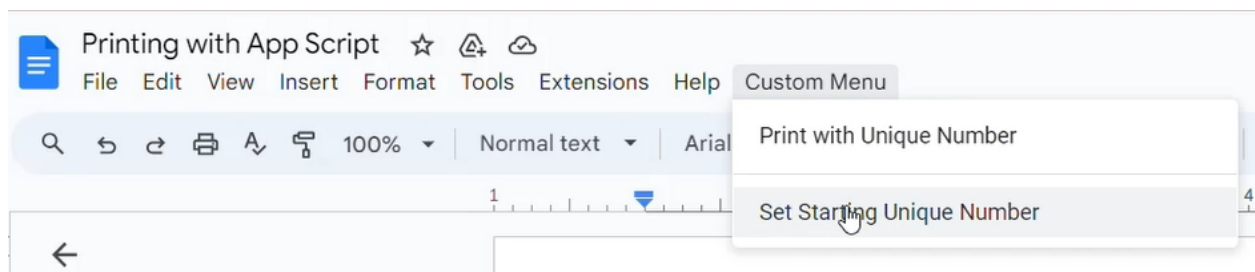 Printing with App Script
File Edit View Insert Format Tools Extensions Help Custom Menu
Print with Unique Number
100% Normal text Arial
1 4
Set Starting Unique Number